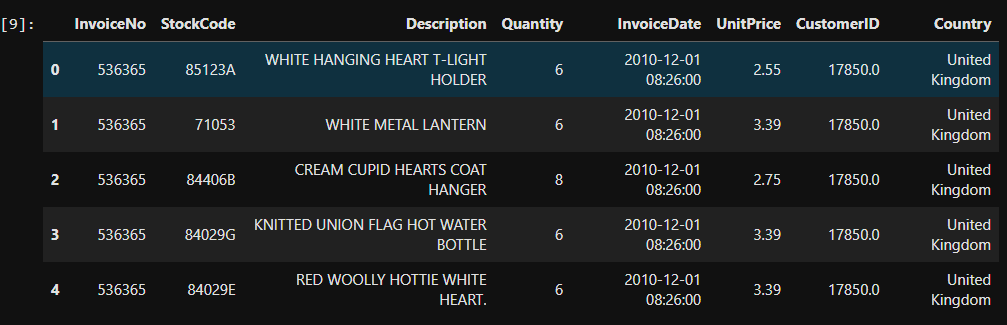 [9]: InvoiceNo StockCode Description Quantity InvoiceDate UnitPrice CustomerID Country
0 536365 85123A WHITE HANGING HEART T-LIGHT HOLDER 6 2010-12-01 08:26:00 2.55 17850.0 United Kingdom
1 536365 71053 WHITE METAL LANTERN 6 2010-12-01 08:26:00 3.39 17850.0 United Kingdom
2 536365 84406B CREAM CUPID HEARTS COAT HANGER 8 2010-12-01 08:26:00 2.75 17850.0 United Kingdom
3 536365 84029G KNITTED UNION FLAG HOT WATER BOTTLE 6 2010-12-01 08:26:00 3.39 17850.0 United Kingdom
4 536365 84029E RED WOOLLY HOTTIE WHITE HEART. 6 2010-12-01 08:26:00 3.39 17850.0 United Kingdom